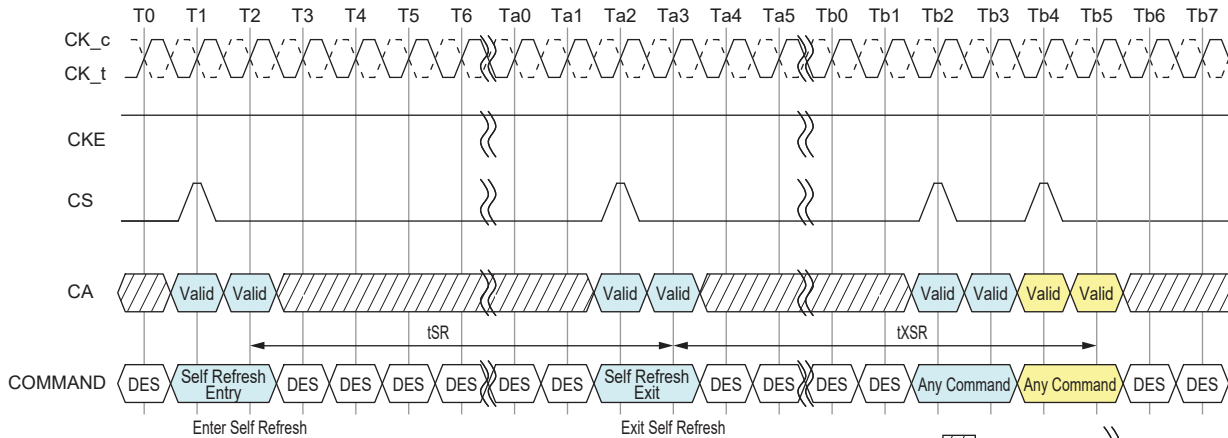 T0 T1 T2 T3 T4 T5 T6 Ta0 Ta1 Ta2 Ta3 Ta4 Ta5 Tb0 Tb1 Tb2 Tb3 Tb4 Tb5 Tb6 Tb7
CK_c
CK_t
CKE
CS
CA Valid Valid Valid Valid Valid Valid Valid Valid
tSR tXSR
COMMAND DES Self Refresh Entry DES DES DES DES DES DES Self Refresh Exit DES DES DES DES Any Command Any Command DES DES
Enter Self Refresh Exit Self Refresh